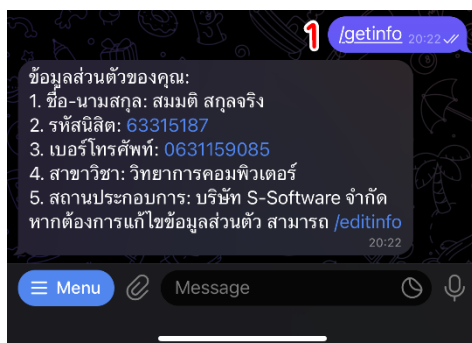 1
/getinfo 20:22
ข้อมูลส่วนตัวของคุณ:
1. ชื่อ-นามสกุล: สมมติ สกุลจริง
2. รหัสนิสิต: 63315187
3. เบอร์โทรศัพท์: 0631159085
4. สาขาวิชา: วิทยาการคอมพิวเตอร์
5. สถานประกอบการ: บริษัท S-Software จำกัด
หากต้องการแก้ไขข้อมูลส่วนตัว สามารถ /editinfo
20:22
Menu
Message